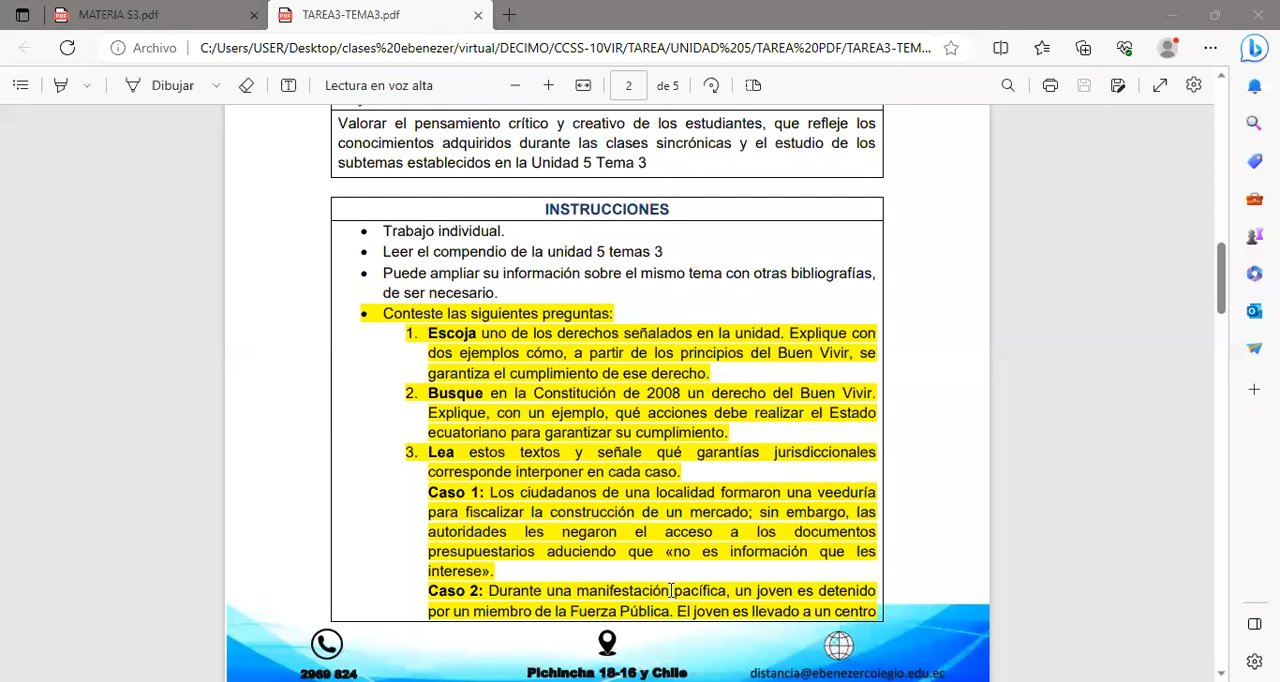 MATERIA S3.pdf
TAREA3-TEMA3.pdf
Archivo
C:/Users/USER/Desktop/clases%20ebenezer/virtual/DECIMO/CCSS-10VIR/TAREA/UNIDAD%205/TAREA%20PDF/TAREA3-TEM...
Dibujar
Lectura en voz alta
2
de 5
Valorar el pensamiento crítico y creativo de los estudiantes, que refleje los
conocimientos adquiridos durante las clases sincrónicas y el estudio de los
subtemas establecidos en la Unidad 5 Tema 3
INSTRUCCIONES
• Trabajo individual.
• Leer el compendio de la unidad 5 temas 3
• Puede ampliar su información sobre el mismo tema con otras bibliografías,
de ser necesario.
• Conteste las siguientes preguntas:
1. Escoja uno de los derechos señalados en la unidad. Explique con
dos ejemplos cómo, a partir de los principios del Buen Vivir, se
garantiza el cumplimiento de ese derecho.
2. Busque en la Constitución de 2008 un derecho del Buen Vivir.
Explique, con un ejemplo, qué acciones debe realizar el Estado
ecuatoriano para garantizar su cumplimiento.
3. Lea estos textos y señale qué garantías jurisdiccionales
corresponde interponer en cada caso.
Caso 1: Los ciudadanos de una localidad formaron una veeduría
para fiscalizar la construcción de un mercado; sin embargo, las
autoridades les negaron el acceso a los documentos
presupuestarios aduciendo que «no es información que les
interese».
Caso 2: Durante una manifestación pacífica, un joven es detenido
por un miembro de la Fuerza Pública. El joven es llevado a un centro
2969 824
Pichincha 18-16 y Chile
distancia@ebenezercolegio.edu.ec